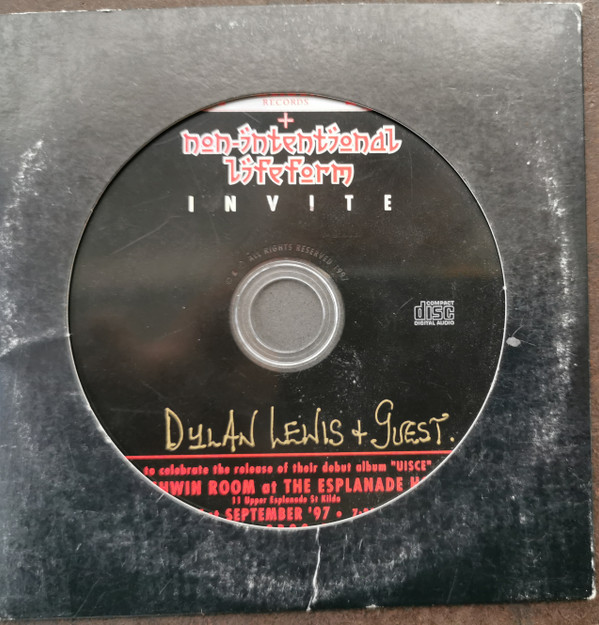 RECORDS
+
non-intentional
lifeform
INVITE
ALL RIGHTS RESERVED 1997
COMPACT
disc
DIGITAL AUDIO
DYLAN LEWIS + GUEST.
to celebrate the release of their debut album "UISCE"
ROOM at THE ESPLANADE
11 Upper Esplanade St Kilda
SEPTEMBER '97 •